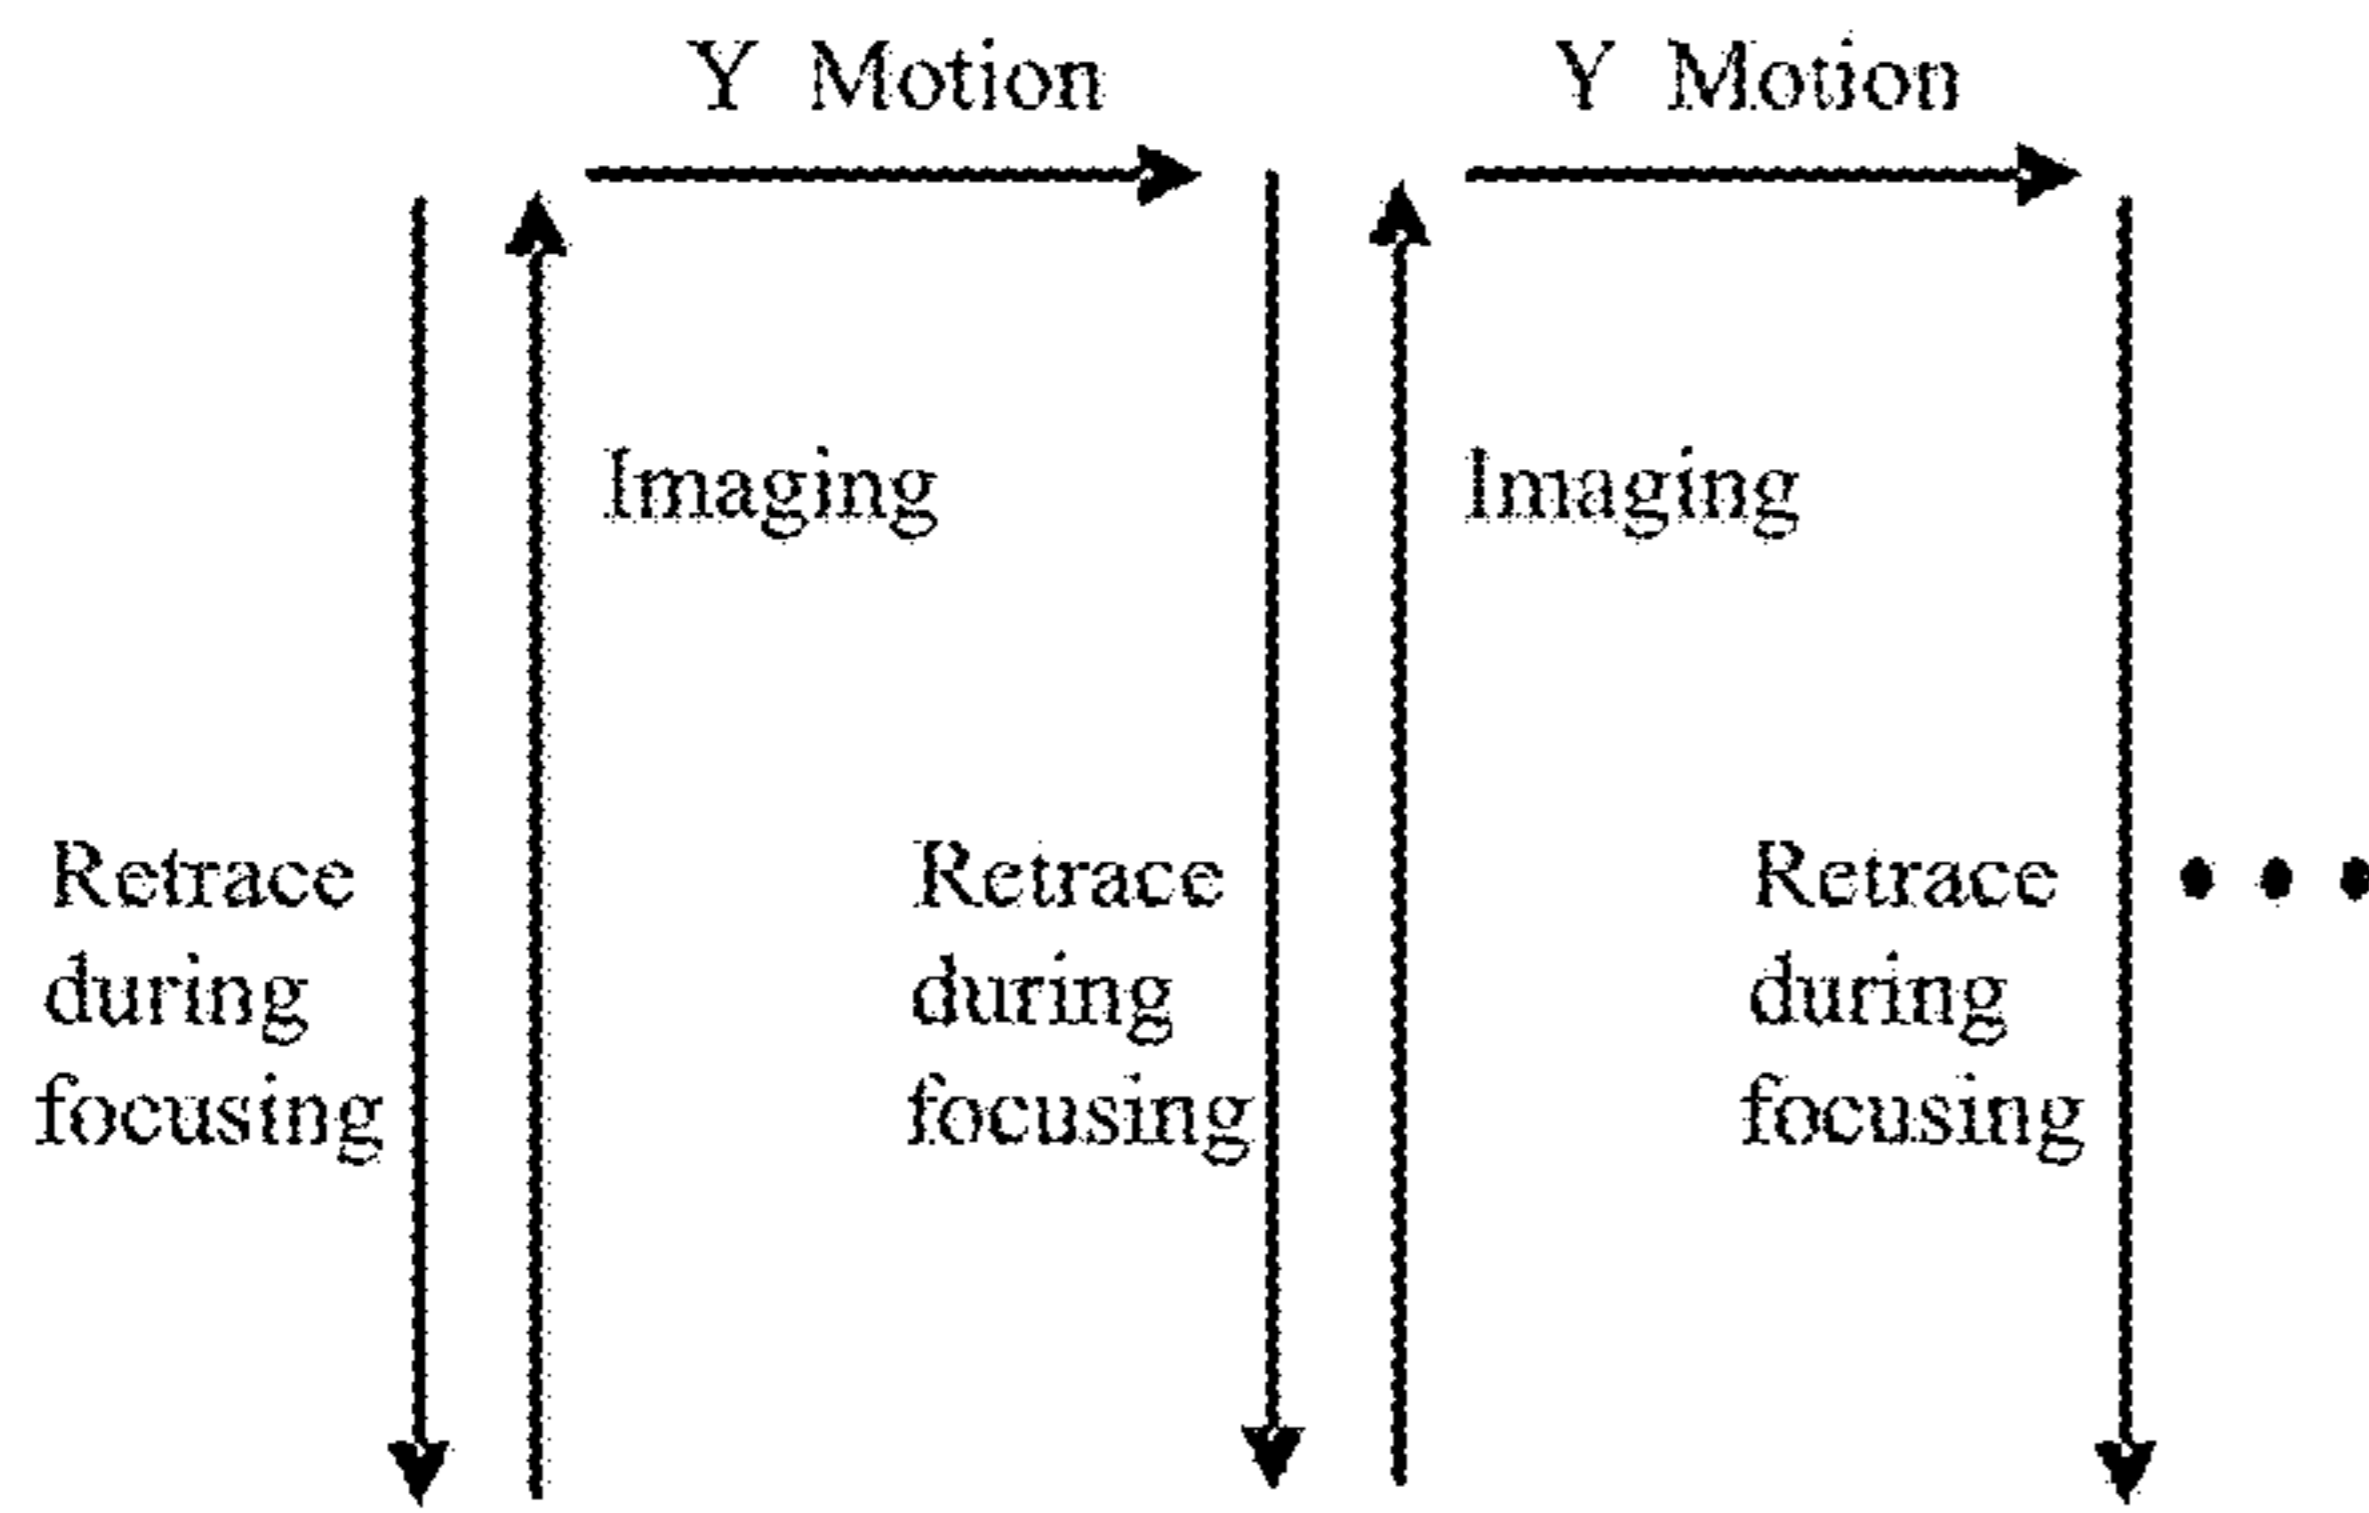 Y Motion
Y Motion
Imaging
Imaging
Retrace
during
focusing
Retrace
during
focusing
Retrace
during
focusing